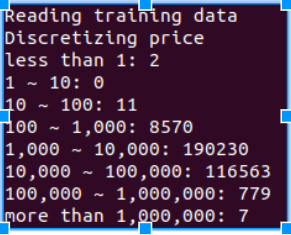 Reading training data
Discretizing price
less than 1: 2
1 ~ 10: 0
10 ~ 100: 11
100 ~ 1,000: 8570
1,000 ~ 10,000: 190230
10,000 ~ 100,000: 116563
100,000 ~ 1,000,000: 779
more than 1,000,000: 7